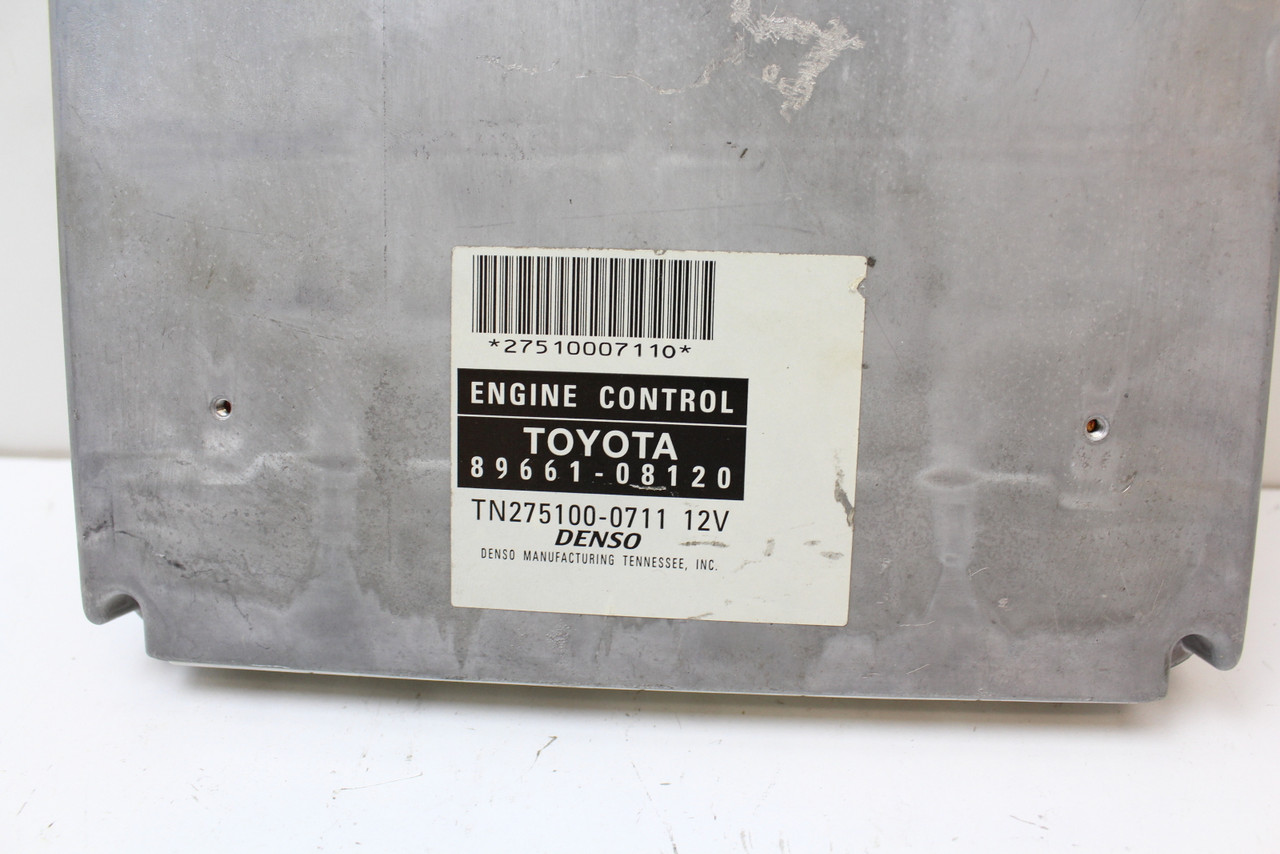 *27510007110*
ENGINE CONTROL
TOYOTA
89661-08120
TN275100-0711 12V
DENSO
DENSO MANUFACTURING TENNESSEE, INC.